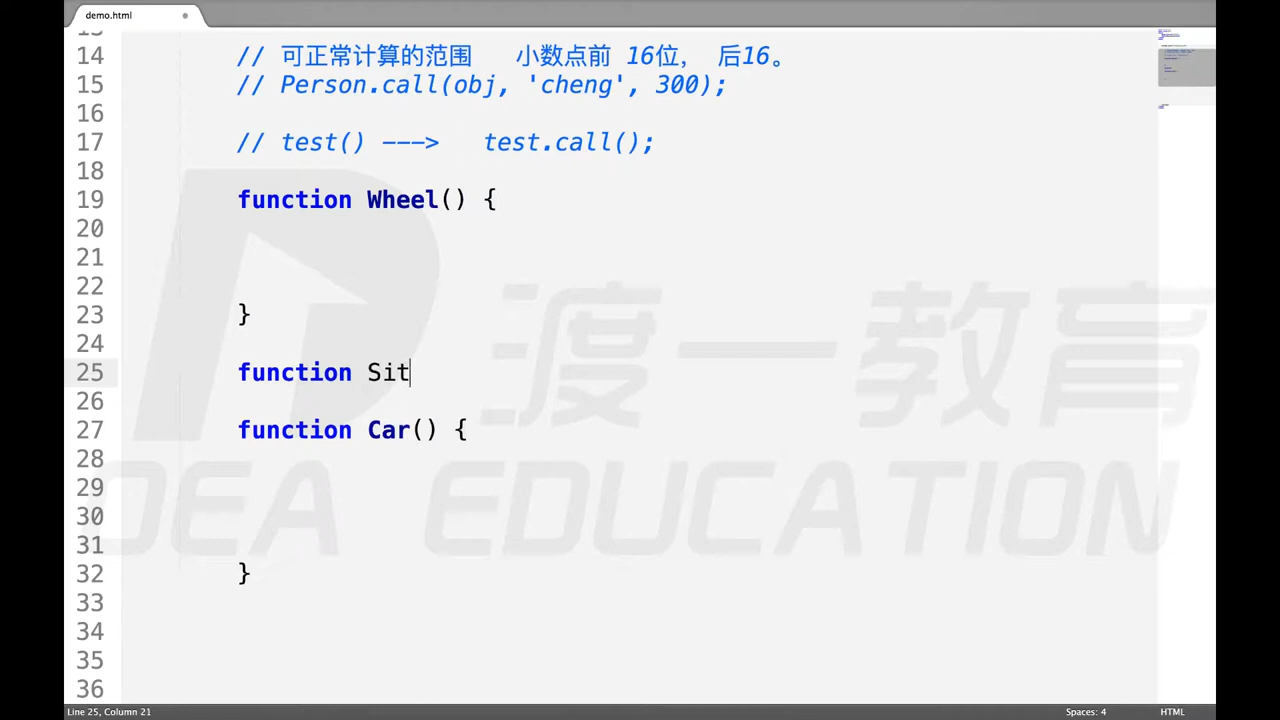 demo.html
13
14 // 可正常计算的范围 小数点前 16位, 后16。
15 // Person.call(obj, 'cheng', 300);
16
17 // test() ---> test.call();
18
19 function Wheel() {
20
21
22
23 }
24
25 function Sit
26
27 function Car() {
28
29
30
31
32 }
33
34
35
36
渡一教育
DEA EDUCATION
Line 25, Column 21 Spaces: 4 HTML